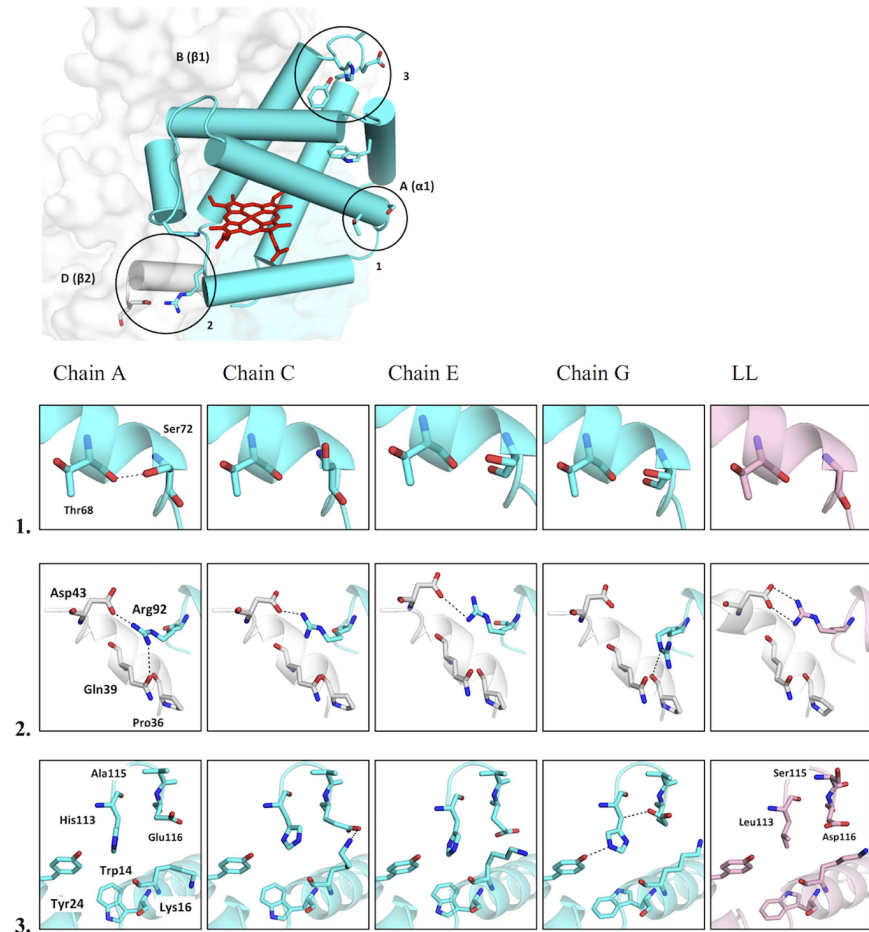 B (β1)
3
A (α1)
1
D (β2)
2
Chain A Chain C Chain E Chain G LL
Ser72
Thr68
1.
Asp43
Arg92
Gln39
Pro36
2.
Ala115
Ser115
His113
Leu113
Glu116
Asp116
Trp14
Tyr24
Lys16
3.